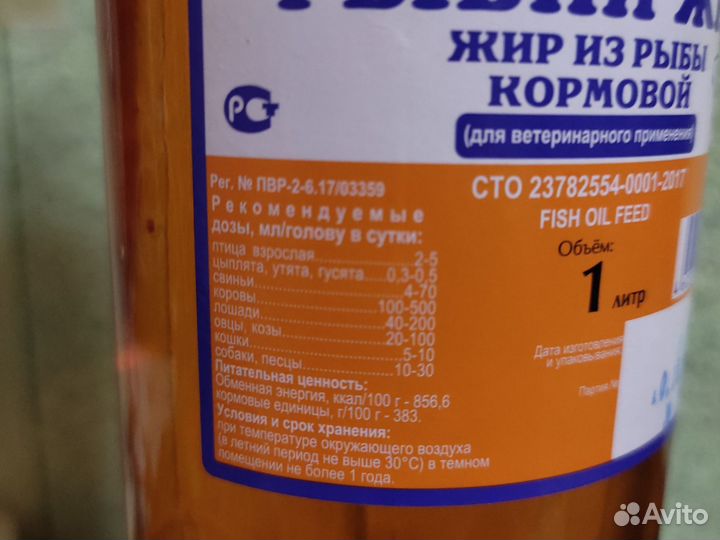 РЫБИЙ Ж
ЖИР ИЗ РЫБЫ
КОРМОВОЙ
(для ветеринарного применения)
РСТ
Рег. № ПВР-2-6.17/03359
СТО 23782554-0001-2017
FISH OIL FEED
Объём:
1 литр
Дата изготовления
и упаковывания:
Партия №
Рекомендуемые
дозы, мл/голову в сутки:
птица взрослая 2-5
цыплята, утята, гусята 0,3-0,5
свиньи 4-70
коровы 100-500
лошади 40-200
овцы, козы 20-100
кошки 5-10
собаки, песцы 10-30
Питательная ценность:
Обменная энергия, ккал/100 г - 856,6
кормовые единицы, г/100 г - 383.
Условия и срок хранения:
при температуре окружающего воздуха
(в летний период не выше 30°С) в темном
помещении не более 1 года.
Avito